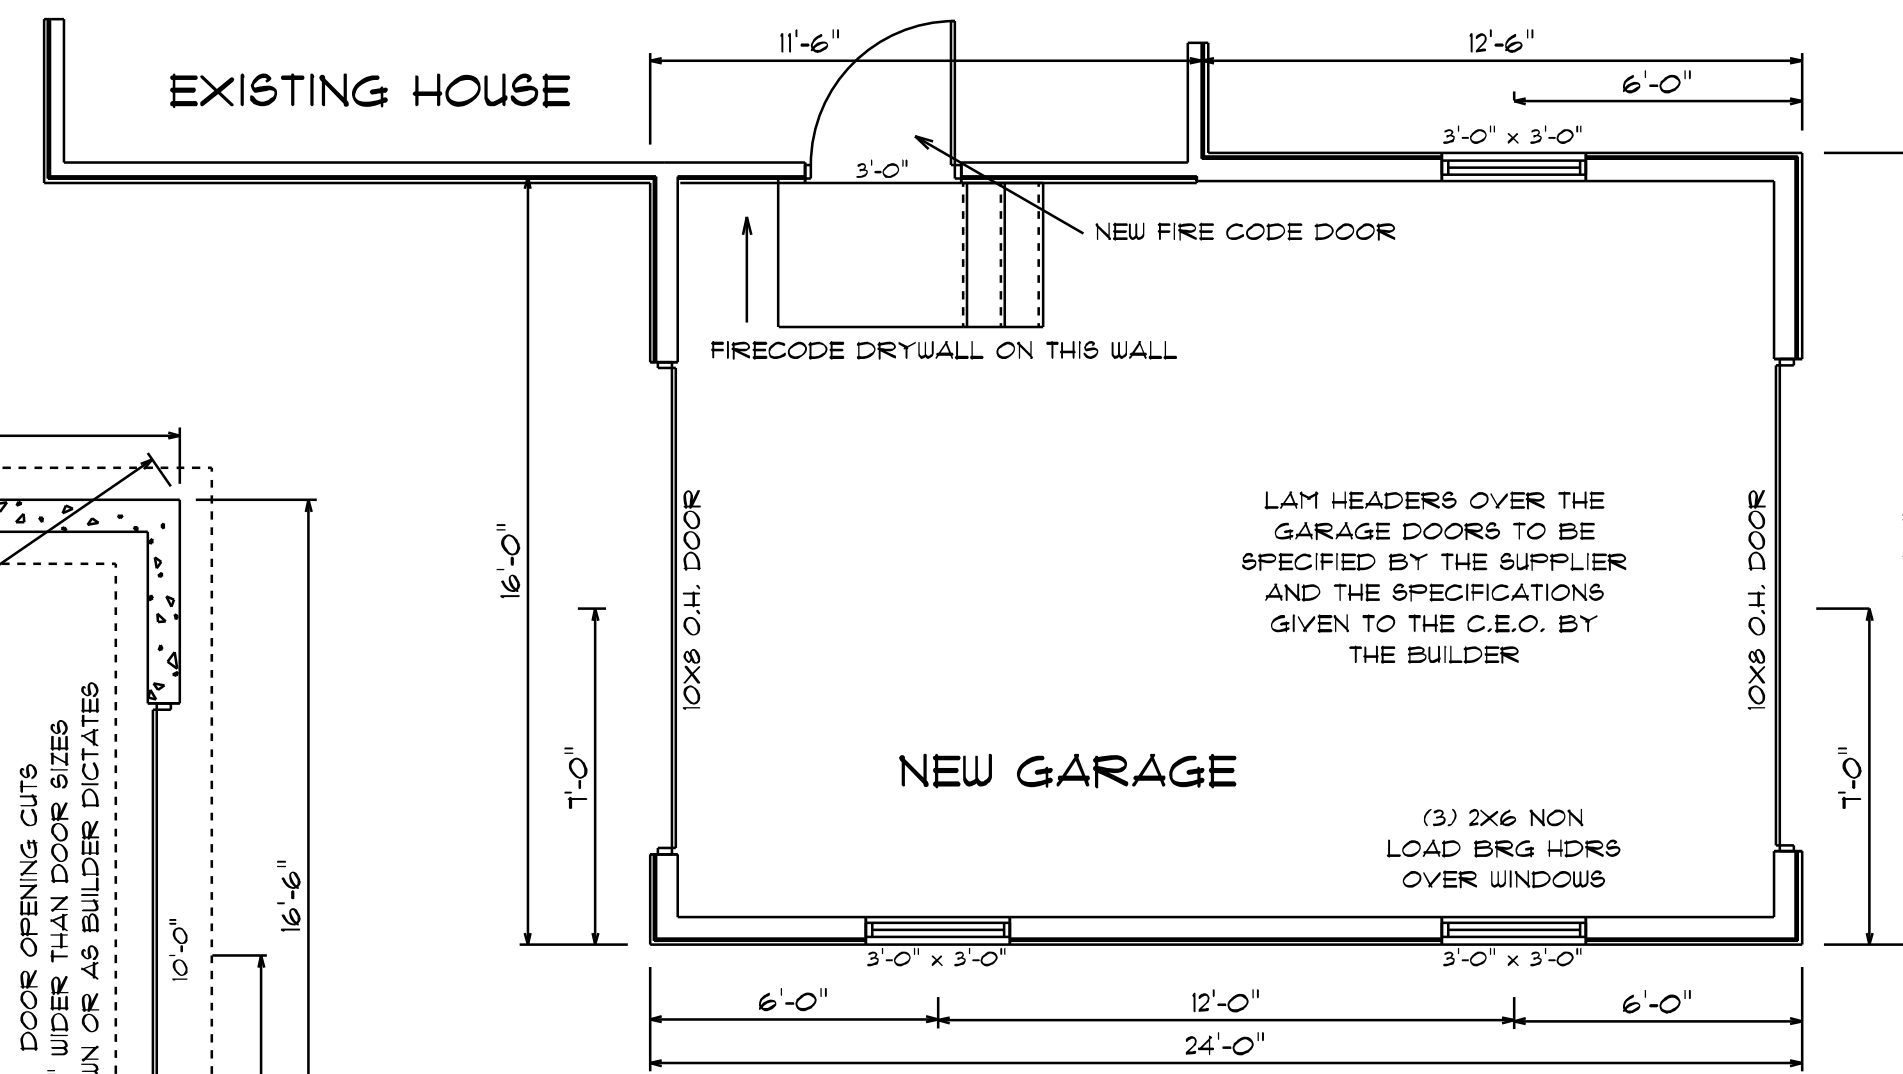 11'-6"
12'-6"
EXISTING HOUSE
6'-0"
3'-0" x 3'-0"
3'-0"
NEW FIRE CODE DOOR
FIRECODE DRYWALL ON THIS WALL
16'-0"
10X8 O.H. DOOR
LAM HEADERS OVER THE
GARAGE DOORS TO BE
SPECIFIED BY THE SUPPLIER
AND THE SPECIFICATIONS
GIVEN TO THE C.E.O. BY
THE BUILDER
10X8 O.H. DOOR
7'-0"
7'-0"
NEW GARAGE
(3) 2X6 NON
LOAD BRG HDRS
OVER WINDOWS
DOOR OPENING CUTS
WIDER THAN DOOR SIZES
OR AS BUILDER DICTATES
10'-0"
16'-6"
3'-0" x 3'-0"
3'-0" x 3'-0"
6'-0"
12'-0"
6'-0"
24'-0"